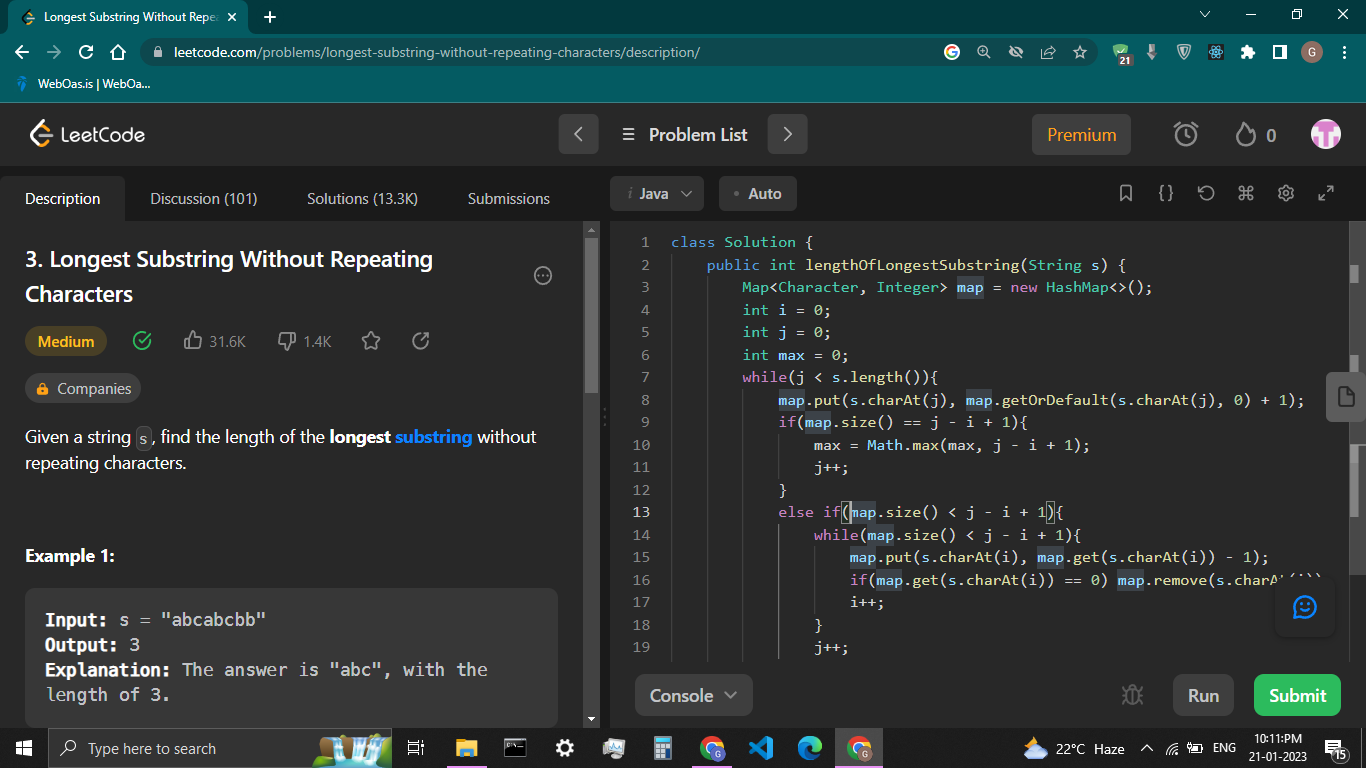 Longest Substring Without Repe
leetcode.com/problems/longest-substring-without-repeating-characters/description/
21
G
WebOas.is | WebOa...
LeetCode
Problem List
Premium
0
Description
Discussion (101)
Solutions (13.3K)
Submissions
i Java
Auto
3. Longest Substring Without Repeating
Characters
Medium
31.6K
1.4K
Companies
Given a string s, find the length of the longest substring without
repeating characters.
Example 1:
Input: s = "abcabcbb"
Output: 3
Explanation: The answer is "abc", with the
length of 3.
1 class Solution {
2 public int lengthOfLongestSubstring(String s) {
3 Map<Character, Integer> map = new HashMap<>();
4 int i = 0;
5 int j = 0;
6 int max = 0;
7 while(j < s.length()){
8 map.put(s.charAt(j), map.getOrDefault(s.charAt(j), 0) + 1);
9 if(map.size() == j - i + 1){
10 max = Math.max(max, j - i + 1);
11 j++;
12 }
13 else if(map.size() < j - i + 1){
14 while(map.size() < j - i + 1){
15 map.put(s.charAt(i), map.get(s.charAt(i)) - 1);
16 if(map.get(s.charAt(i)) == 0) map.remove(s.charAt(i))
17 i++;
18 }
19 j++;
Console
Run
Submit
Type here to search
G
G
22°C Haze
ENG
10:11:PM
21-01-2023
15